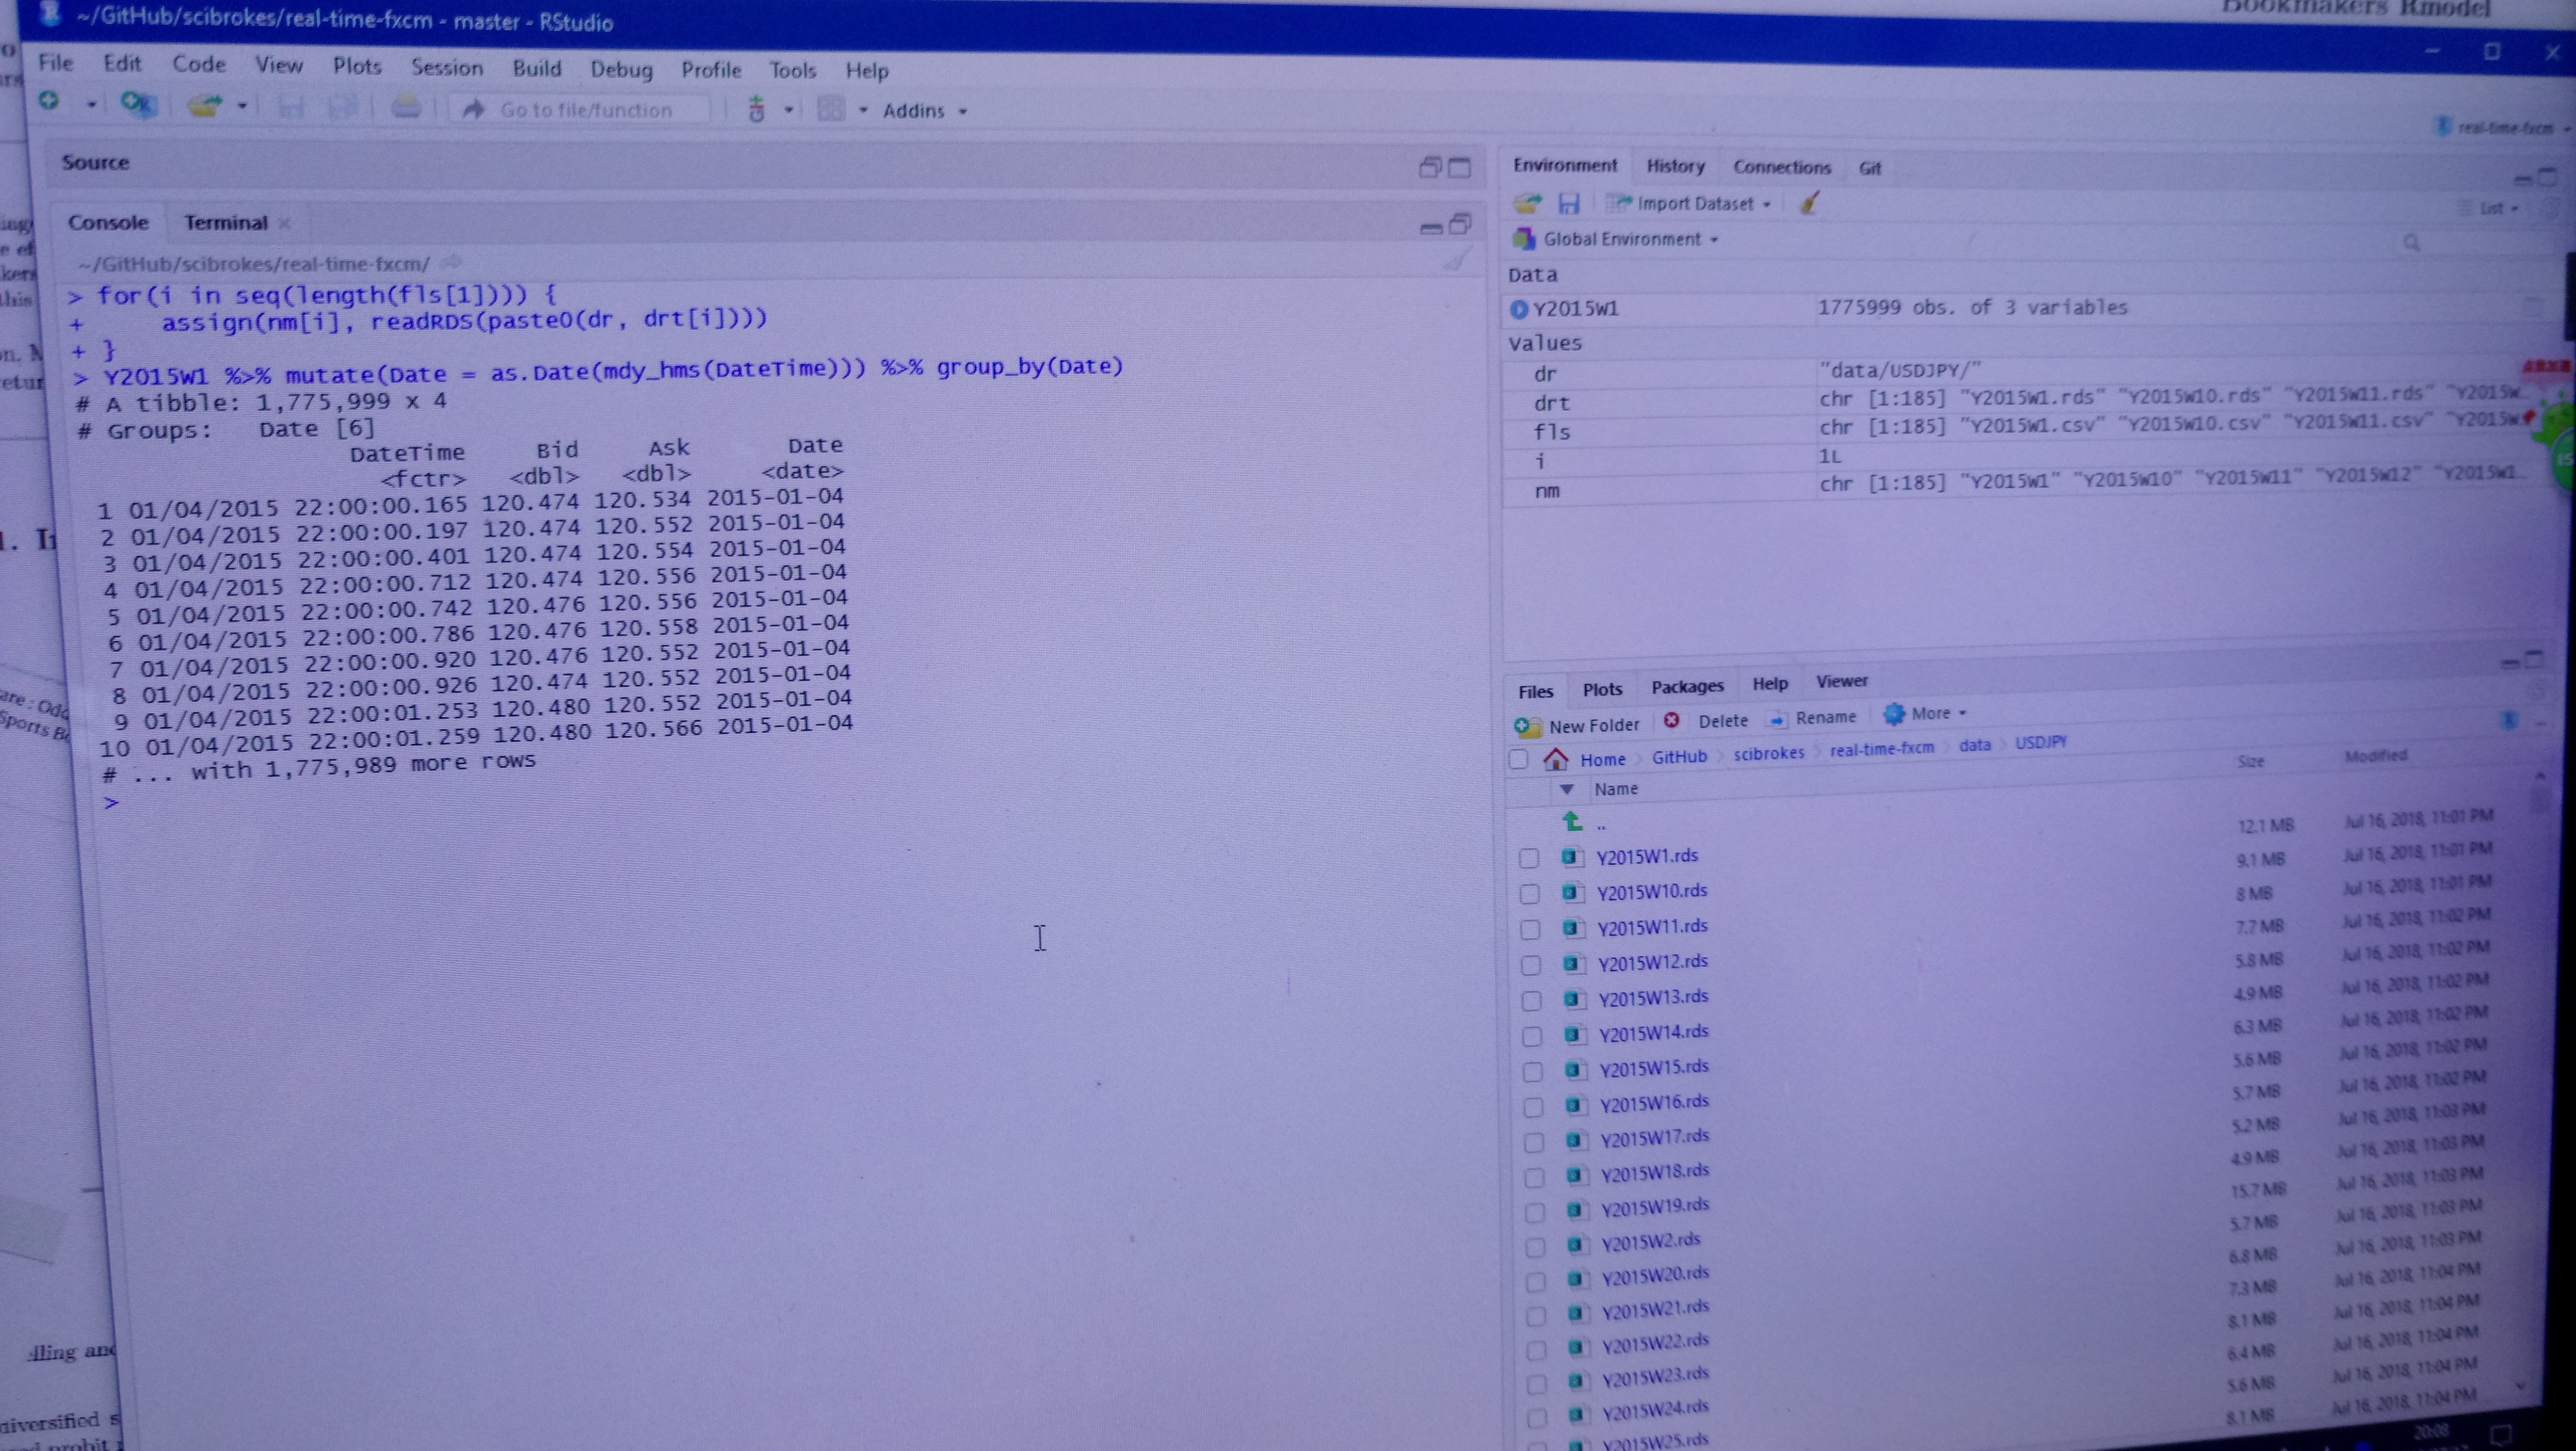 Bookmakers Rmodel
~/GitHub/scibrokes/real-time-fxcm - master - RStudio
File Edit Code View Plots Session Build Debug Profile Tools Help
Go to file/function Addins
real-time-fxcm
Source
Console Terminal
~/GitHub/scibrokes/real-time-fxcm/
> for(i in seq(length(fls[1]))) {
+ assign(nm[i], readRDS(paste0(dr, drt[i])))
+ }
> Y2015W1 %>% mutate(Date = as.Date(mdy_hms(DateTime))) %>% group_by(Date)
# A tibble: 1,775,999 x 4
# Groups: Date [6]
DateTime Bid Ask Date
<fctr> <dbl> <dbl> <date>
1 01/04/2015 22:00:00.165 120.474 120.534 2015-01-04
2 01/04/2015 22:00:00.197 120.474 120.552 2015-01-04
3 01/04/2015 22:00:00.401 120.474 120.554 2015-01-04
4 01/04/2015 22:00:00.712 120.474 120.556 2015-01-04
5 01/04/2015 22:00:00.742 120.476 120.556 2015-01-04
6 01/04/2015 22:00:00.786 120.476 120.558 2015-01-04
7 01/04/2015 22:00:00.920 120.476 120.552 2015-01-04
8 01/04/2015 22:00:00.926 120.474 120.552 2015-01-04
9 01/04/2015 22:00:01.253 120.480 120.552 2015-01-04
10 01/04/2015 22:00:01.259 120.480 120.566 2015-01-04
# ... with 1,775,989 more rows
>
Environment History Connections Git
Import Dataset List
Global Environment
Data
Y2015W1 1775999 obs. of 3 variables
Values
dr "data/USDJPY/"
drt chr [1:185] "Y2015W1.rds" "Y2015W10.rds" "Y2015W11.rds" "Y2015W...
fls chr [1:185] "Y2015W1.csv" "Y2015W10.csv" "Y2015W11.csv" "Y2015W
i 1L
nm chr [1:185] "Y2015W1" "Y2015W10" "Y2015W11" "Y2015W12" "Y2015W1...
Files Plots Packages Help Viewer
New Folder Delete Rename More
Home GitHub scibrokes real-time-fxcm data USDJPY
Name Size Modified
..
Y2015W1.rds 12.1 MB Jul 16, 2018, 11:01 PM
Y2015W10.rds 9.1 MB Jul 16, 2018, 11:01 PM
Y2015W11.rds 8 MB Jul 16, 2018, 11:01 PM
Y2015W12.rds 7.7 MB Jul 16, 2018, 11:02 PM
Y2015W13.rds 5.8 MB Jul 16, 2018, 11:02 PM
Y2015W14.rds 4.9 MB Jul 16, 2018, 11:02 PM
Y2015W15.rds 6.3 MB Jul 16, 2018, 11:02 PM
Y2015W16.rds 5.6 MB Jul 16, 2018, 11:02 PM
Y2015W17.rds 5.7 MB Jul 16, 2018, 11:02 PM
Y2015W18.rds 5.2 MB Jul 16, 2018, 11:03 PM
Y2015W19.rds 4.9 MB Jul 16, 2018, 11:03 PM
Y2015W2.rds 15.7 MB Jul 16, 2018, 11:03 PM
Y2015W20.rds 5.7 MB Jul 16, 2018, 11:03 PM
Y2015W21.rds 6.8 MB Jul 16, 2018, 11:03 PM
Y2015W22.rds 7.3 MB Jul 16, 2018, 11:04 PM
Y2015W23.rds 8.1 MB Jul 16, 2018, 11:04 PM
Y2015W24.rds 6.4 MB Jul 16, 2018, 11:04 PM
Y2015W25.rds 5.6 MB Jul 16, 2018, 11:04 PM
8.1 MB Jul 16, 2018, 11:04 PM
20:08